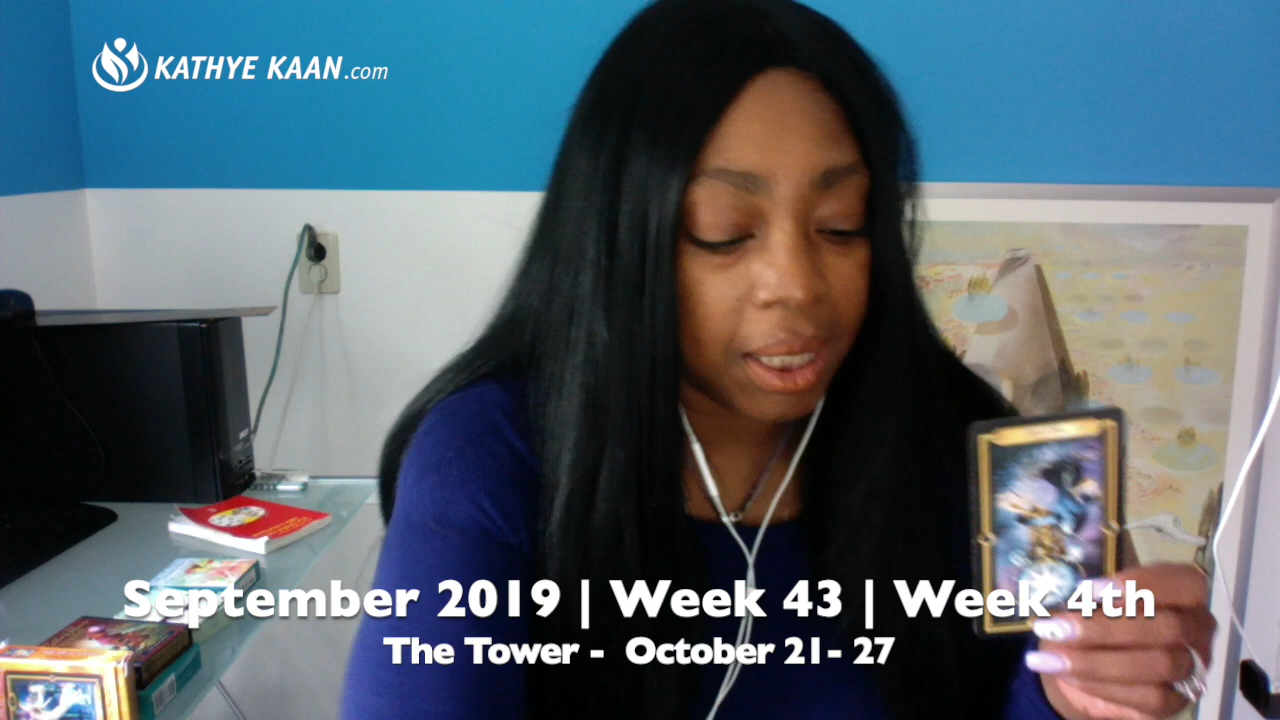 KATHYE KAAN.com
September 2019 | Week 43 | Week 4th
The Tower - October 21- 27